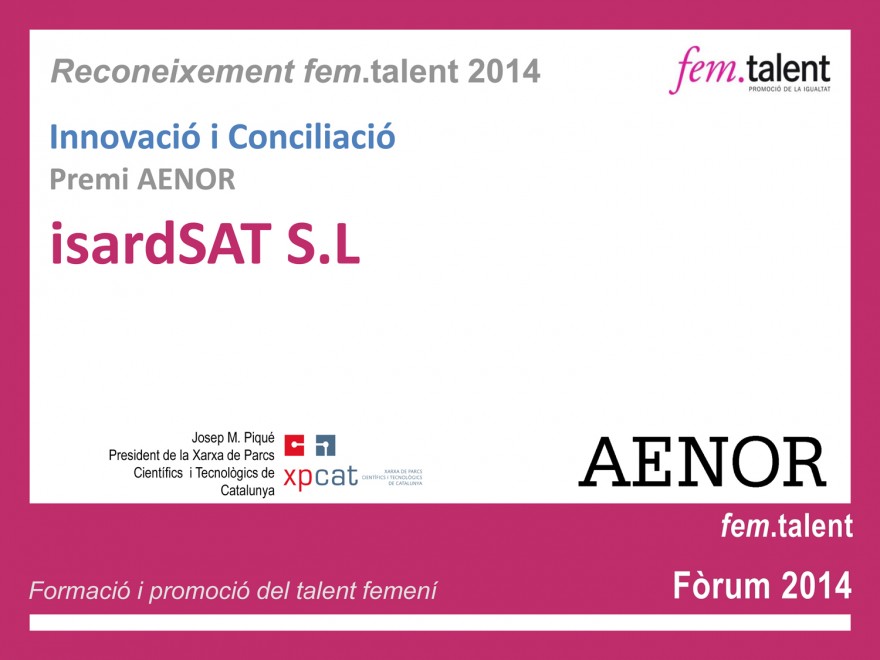 Reconeixement fem.talent 2014
fem.talent
PROMOCIÓ DE LA IGUALTAT
Innovació i Conciliació
Premi AENOR
isardSAT S.L
Josep M. Piqué
President de la Xarxa de Parcs
Científics i Tecnològics de
Catalunya
xpcat
XARXA DE PARCS
CIENTÍFICS I TECNOLÒGICS
DE CATALUNYA
AENOR
fem.talent
Formació i promoció del talent femení
Fòrum 2014